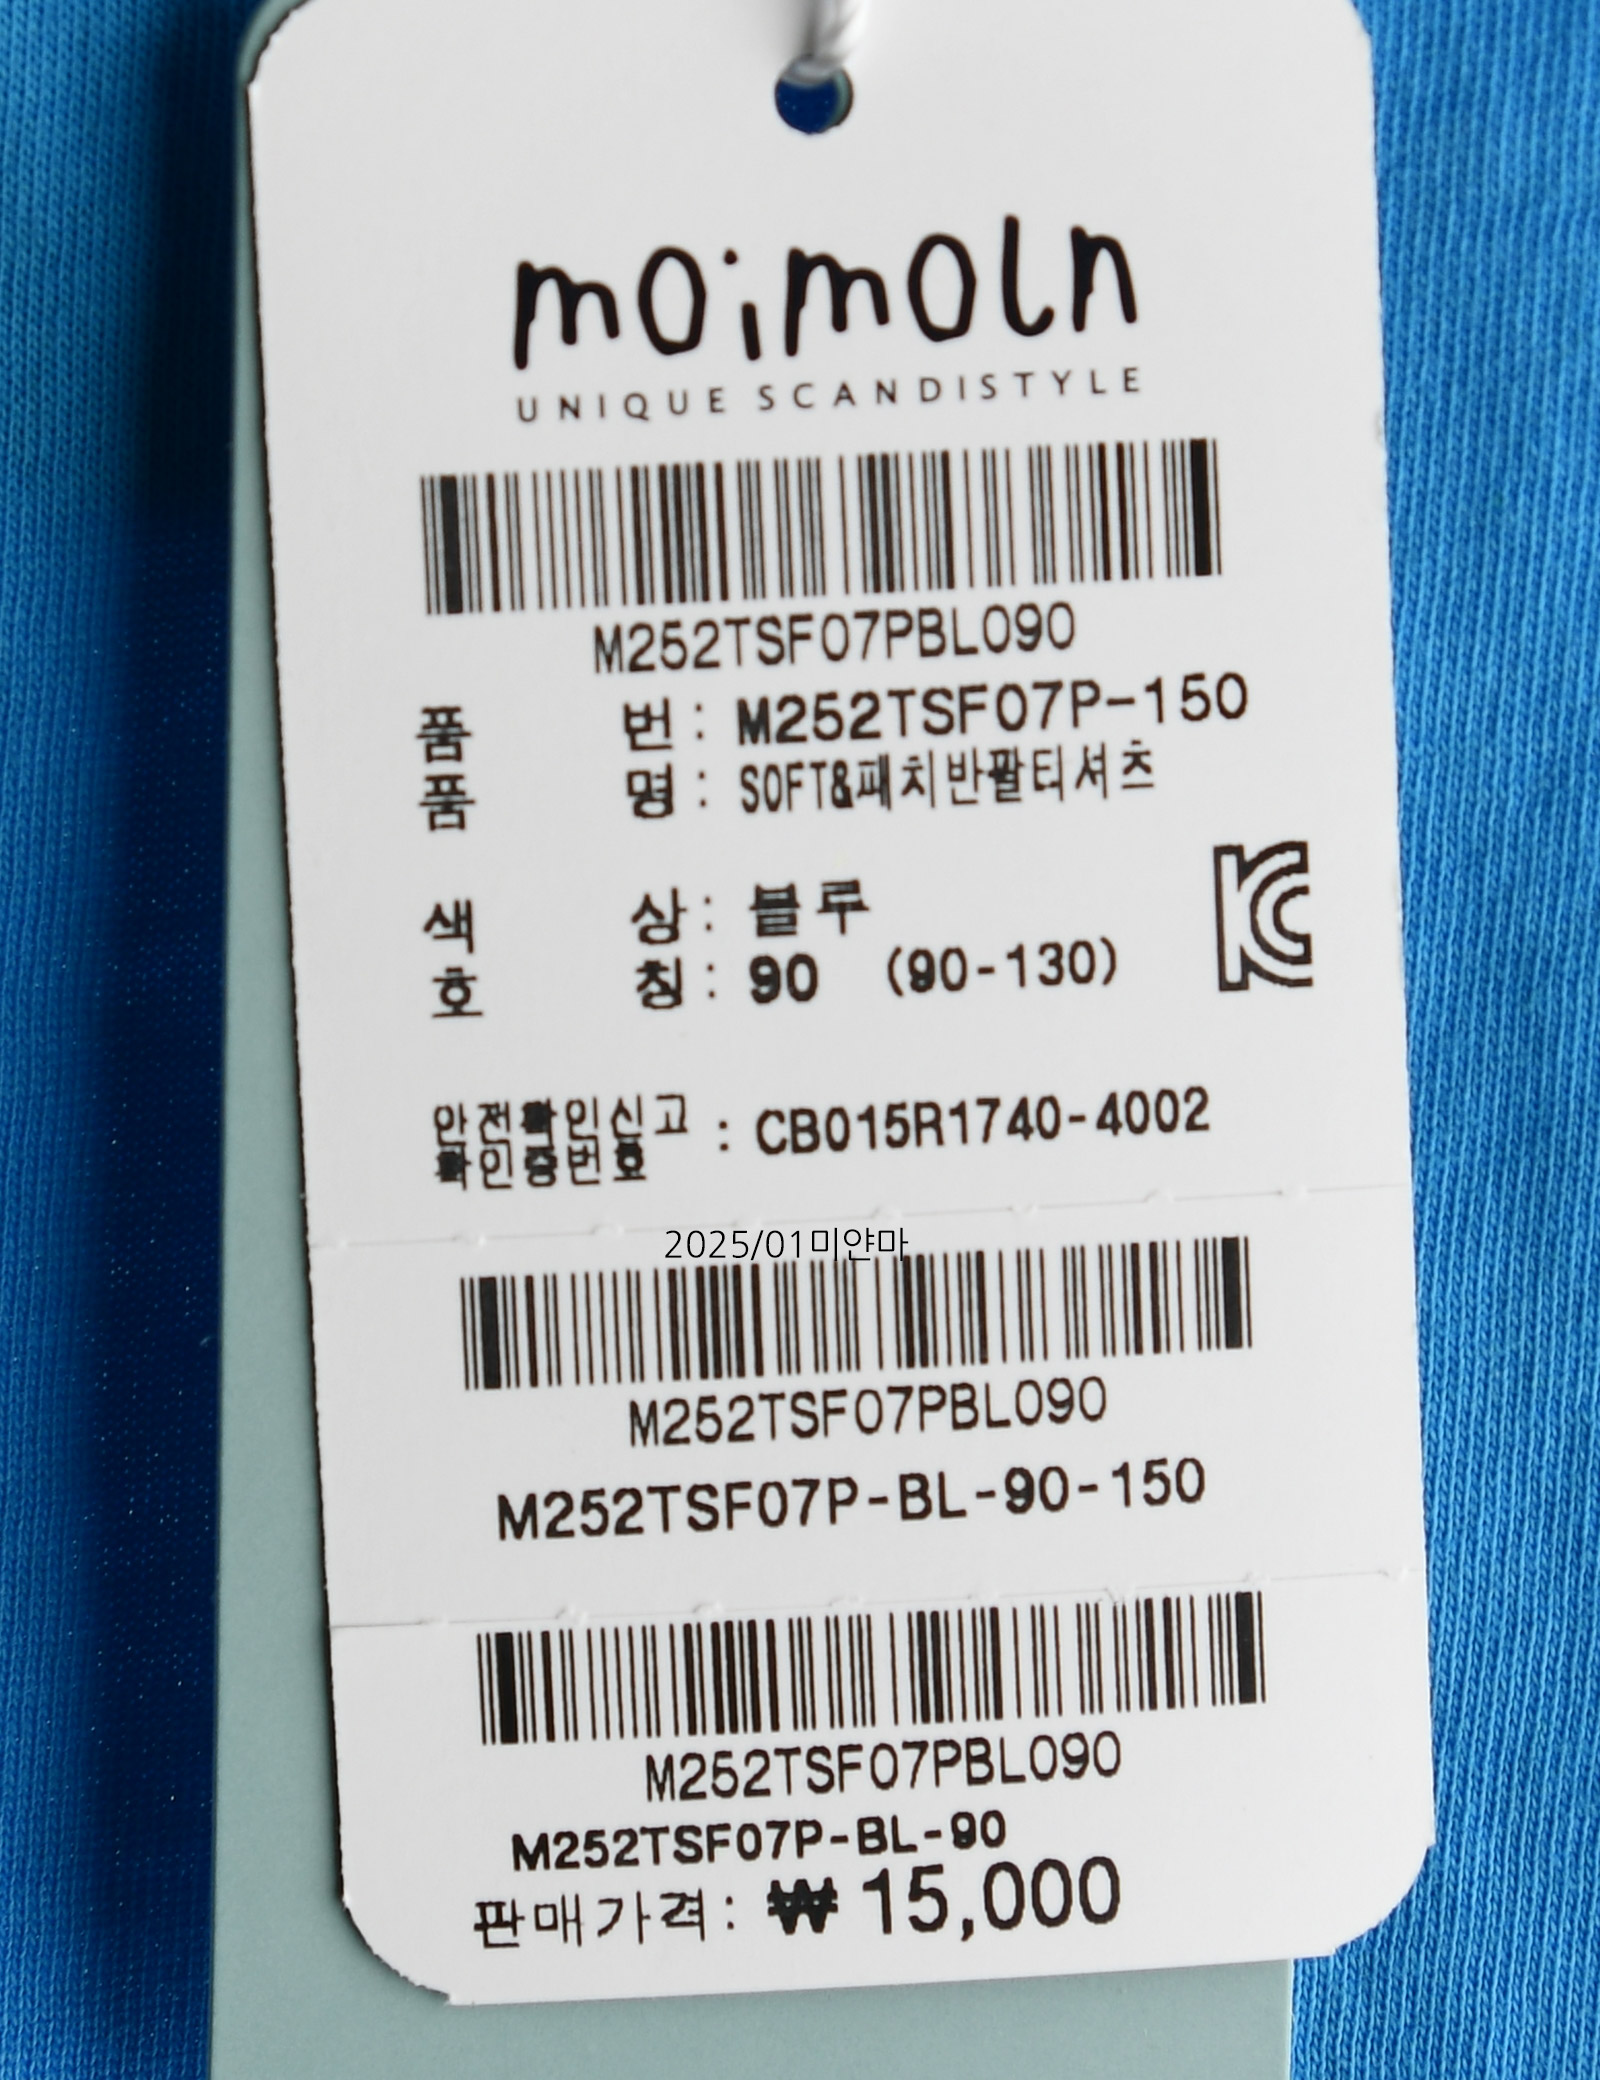 moimoln
UNIQUE SCANDISTYLE
M252TSF07PBL090
품 번 : M252TSF07P-150
품 명 : SOFT&패치반팔티셔츠
색 상 : 블루
호 칭 : 90 (90-130)
KC
안전확인신고 : CB015R1740-4002
확인증번호
2025/01미얀마
M252TSF07PBL090
M252TSF07P-BL-90-150
M252TSF07PBL090
M252TSF07P-BL-90
판매가격 : ₩ 15,000